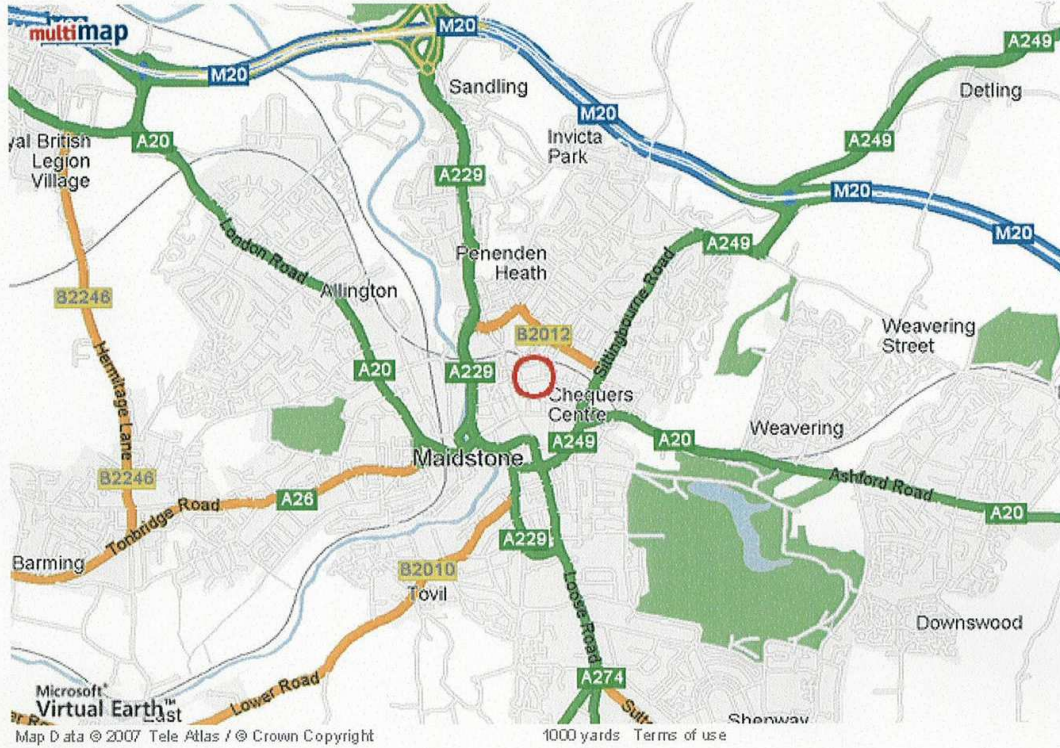 M20
multimap
M20
M20
A249
Sandling
Detling
M20
A20
yal British
Legion
Village
Invicta
Park
A249
A229
M20
London Road
A249
M20
Penenden
Heath
Sittingbourne Road
B2246
Allington
B2012
Weavering
Street
Hermitage Lane
A20
A229
Chequers
Centre
A249
A20
Weavering
Maidstone
B2246
A26
Ashford Road
A20
Tonbridge Road
A229
Barming
B2010
Tovil
Loose Road
Downswood
Lower Road
A274
Microsoft®
Virtual Earth™
East
Shepway
Map Data © 2007 Tele Atlas / © Crown Copyright
1000 yards Terms of use